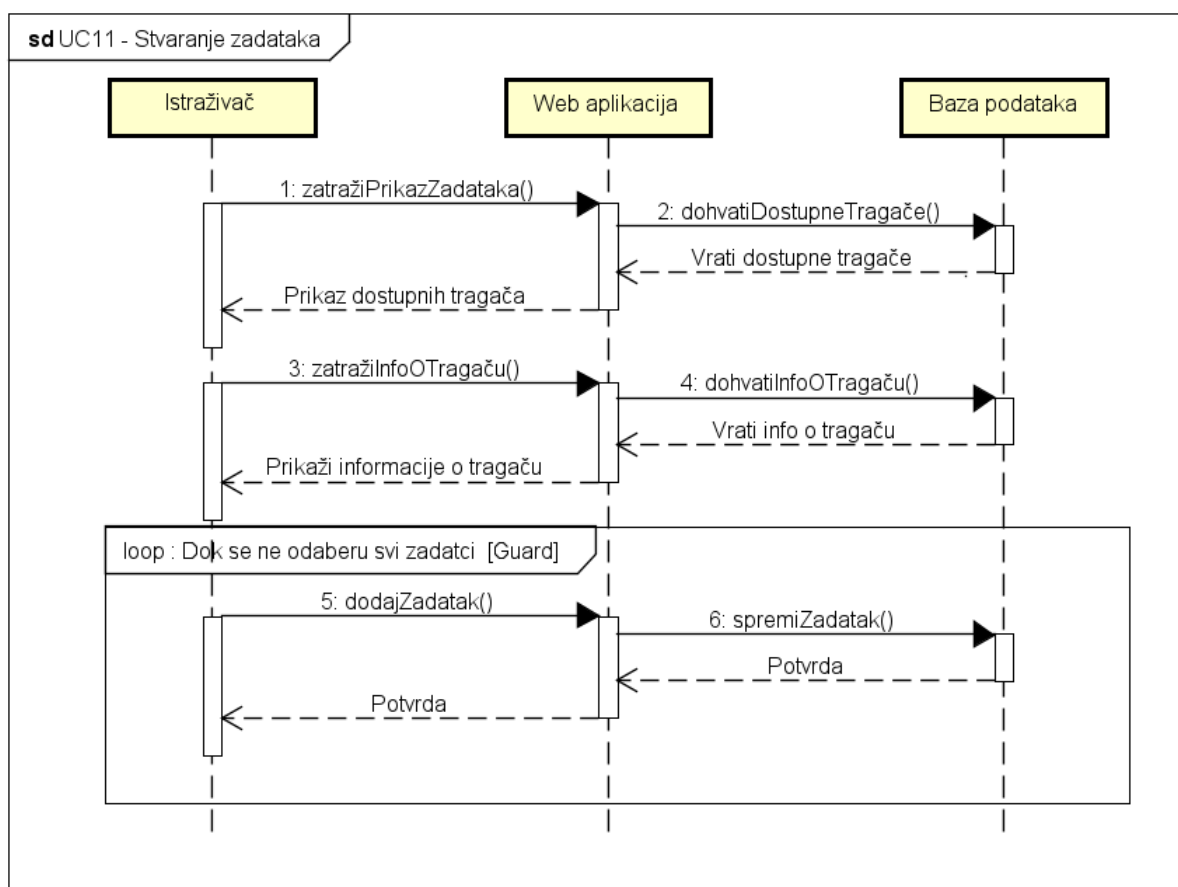 sd UC11 - Stvaranje zadataka
Istraživač
Web aplikacija
Baza podataka
1: zatražiPrikazZadataka()
2: dohvatiDostupneTragače()
Vrati dostupne tragače
Prikaz dostupnih tragača
3: zatražiInfoOTragaču()
4: dohvatiInfoOTragaču()
Vrati info o tragaču
Prikaži informacije o tragaču
loop : Dok se ne odaberu svi zadatci [Guard]
5: dodajZadatak()
6: spremiZadatak()
Potvrda
Potvrda